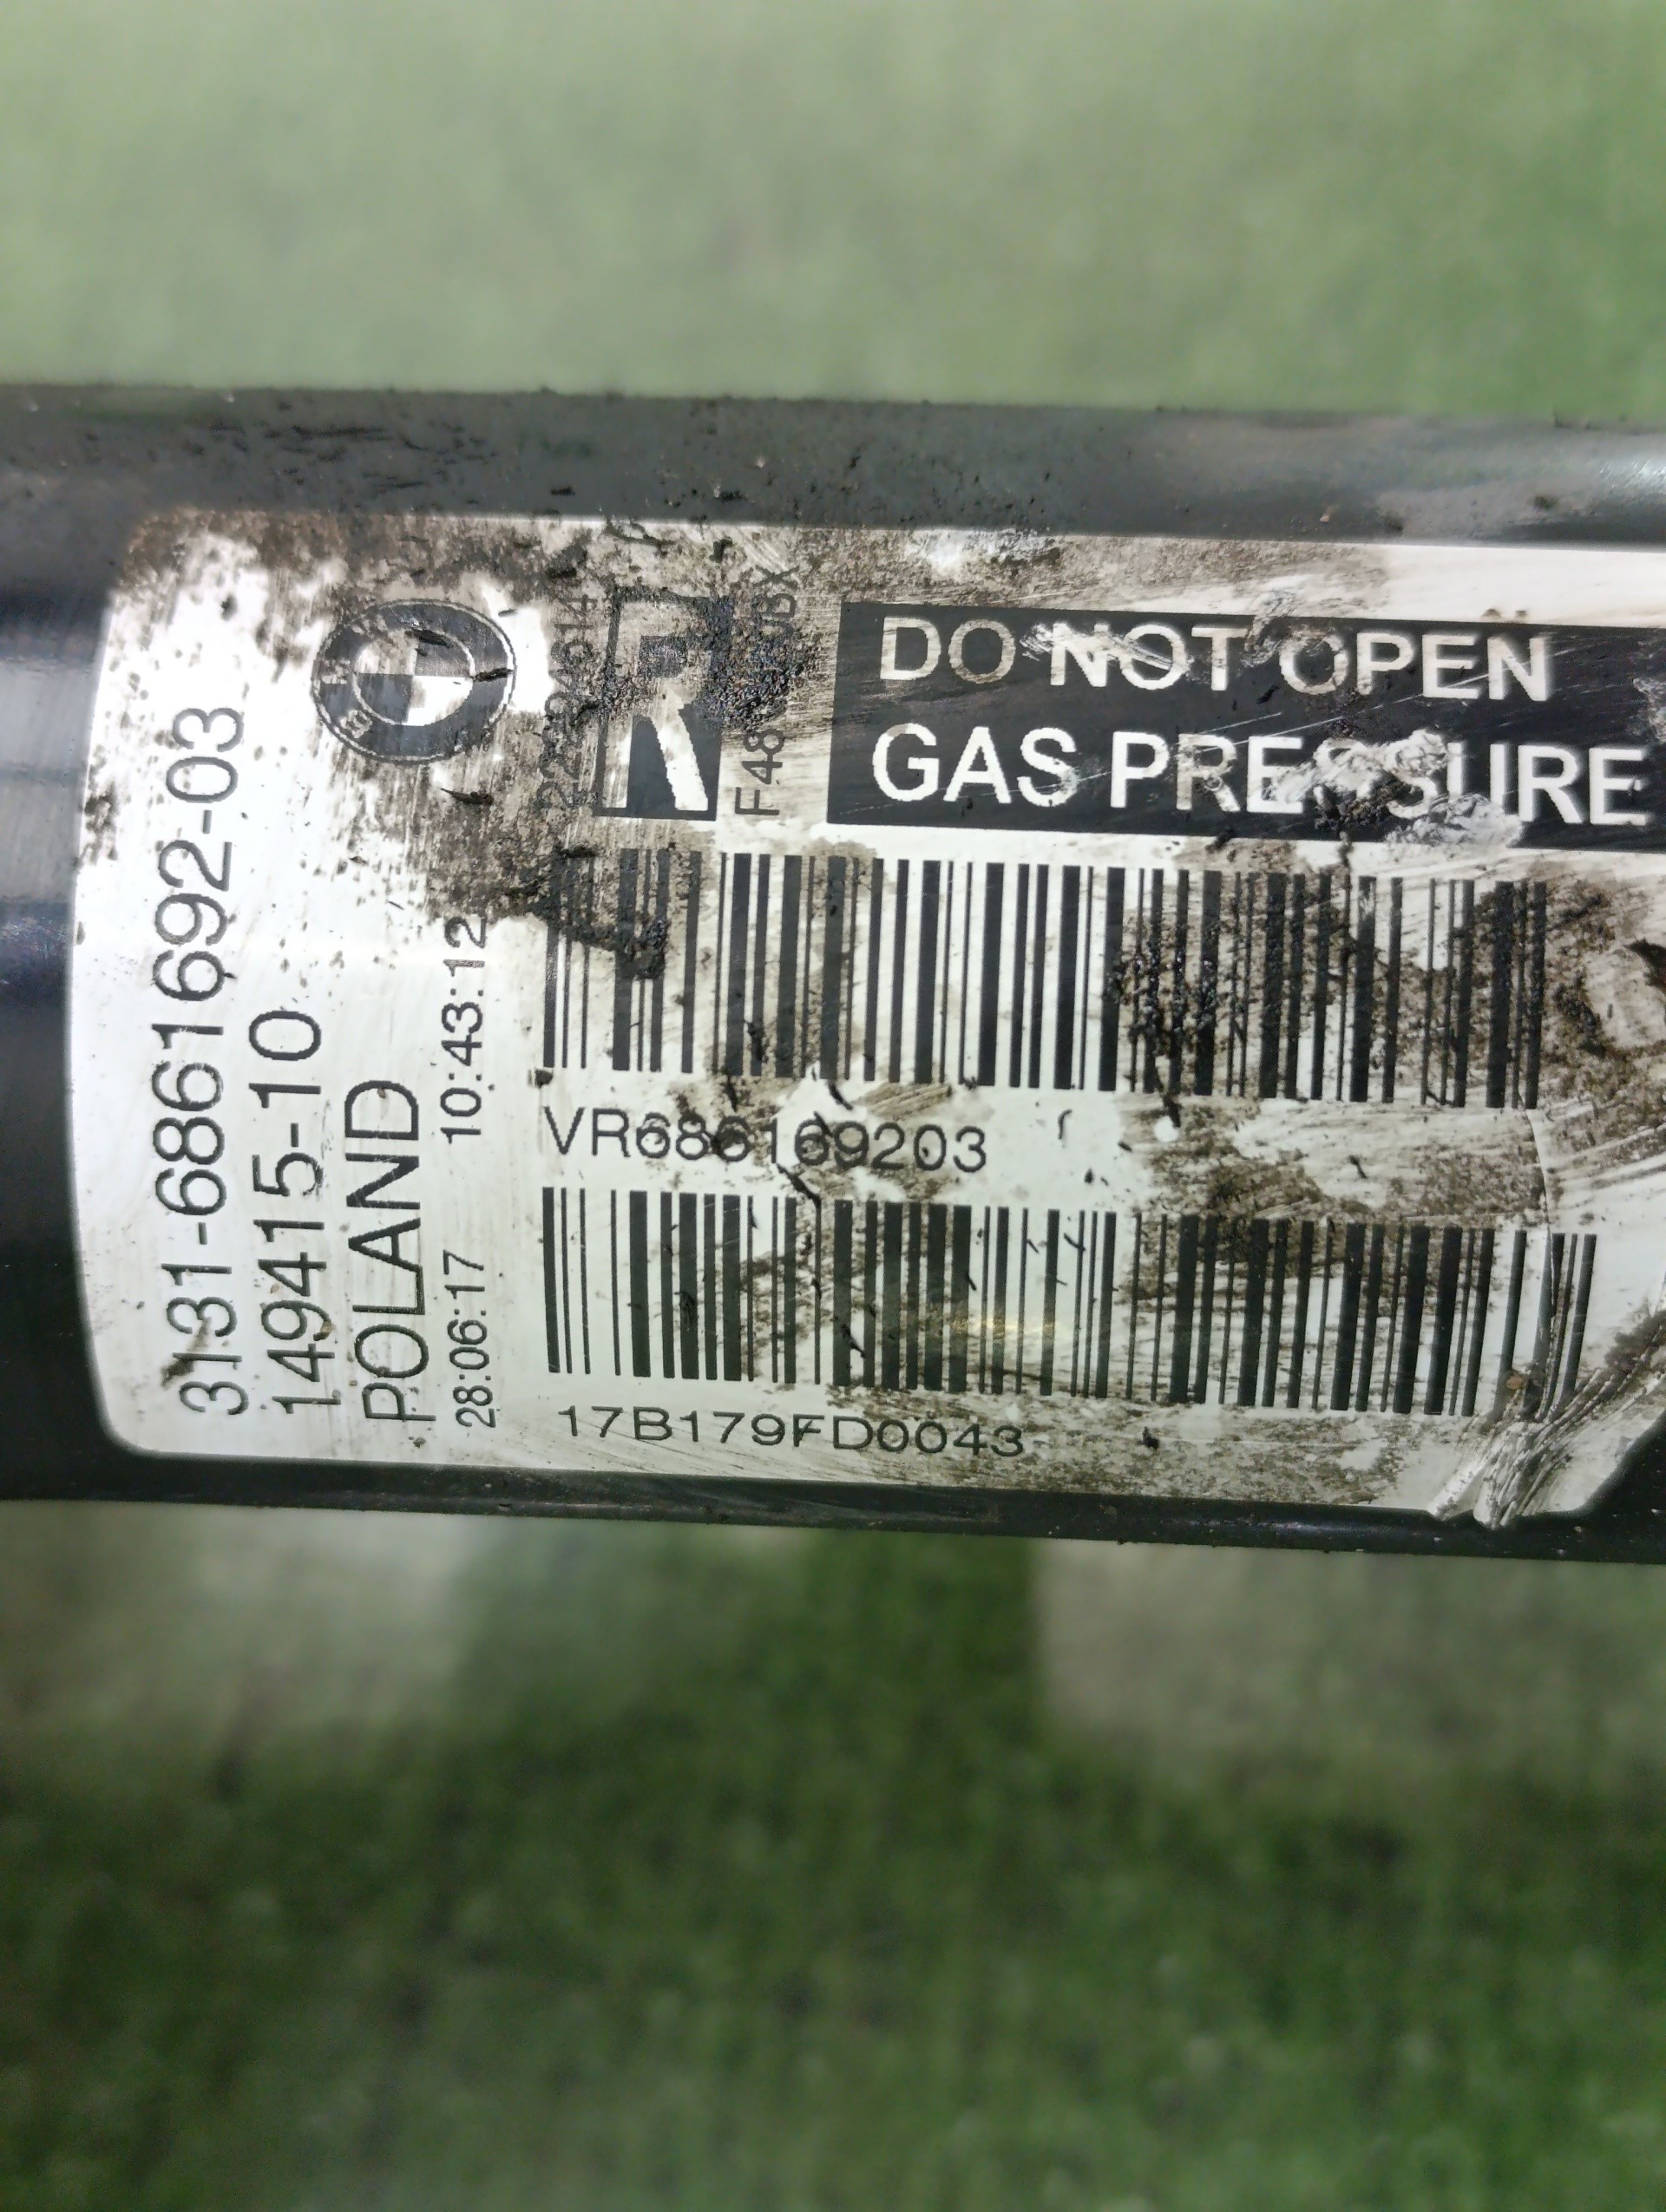 3131-6861692-03
149415-10
POLAND
28:06:17 10:43:12
R
DO NOT OPEN
GAS PRESSURE
VR686169203
17B179FD0043